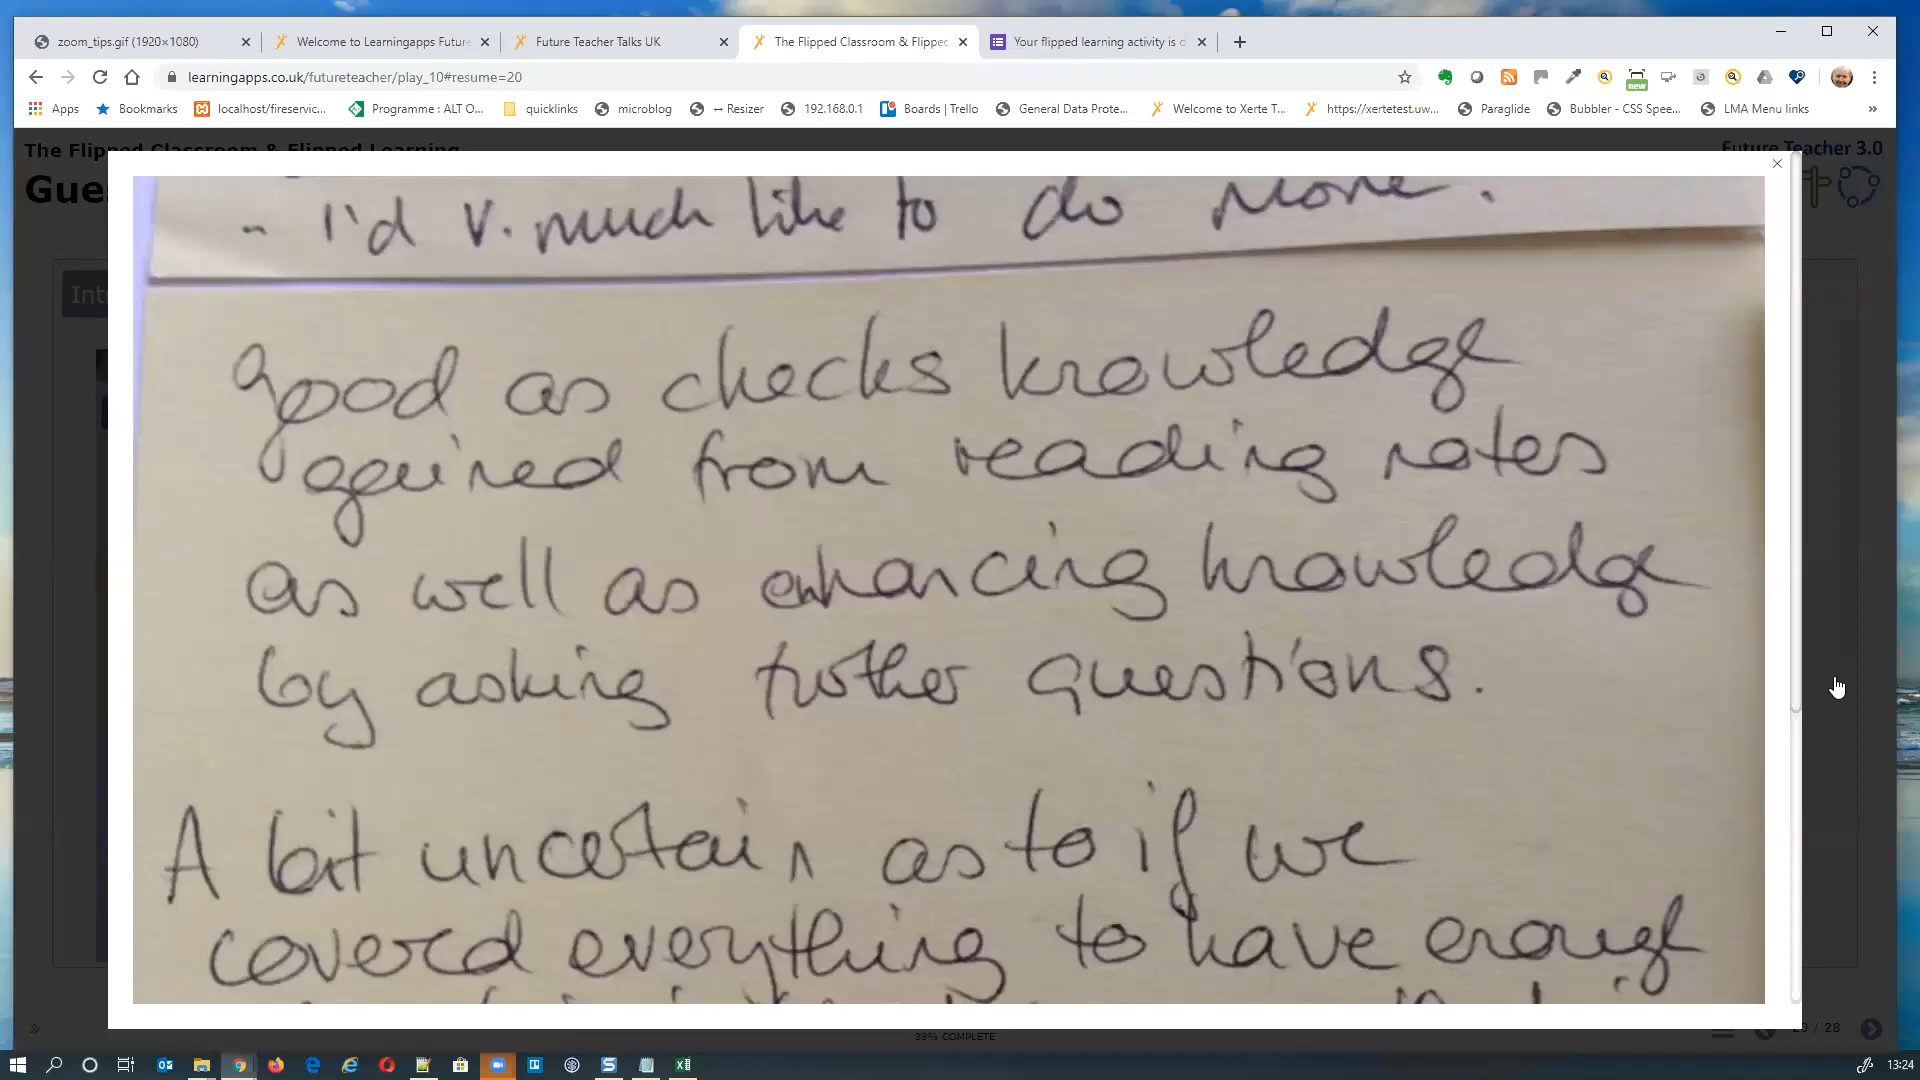 zoom_tips.gif (1920×1080)
Welcome to Learningapps Future
Future Teacher Talks UK
The Flipped Classroom & Flipped
Your flipped learning activity is d
learningapps.co.uk/futureteacher/play_10#resume=20
new
Apps
Bookmarks
localhost/fireservic...
Programme : ALT O...
quicklinks
microblog
↔ Resizer
192.168.0.1
Boards | Trello
General Data Prote...
Welcome to Xerte T...
https://xertetest.uw...
Paraglide
Bubbler - CSS Spee...
LMA Menu links
»
The Flipped Classroom & Flipped Learning
Future Teacher 3.0
Gues
Int
- I'd v. much like to do more.
Good as checks knowledge
gained from reading notes
as well as enhancing knowledge
by asking further questions.
A bit uncertain as to if we
covered everything to have enough
39% COMPLETE
20 / 28
13:24